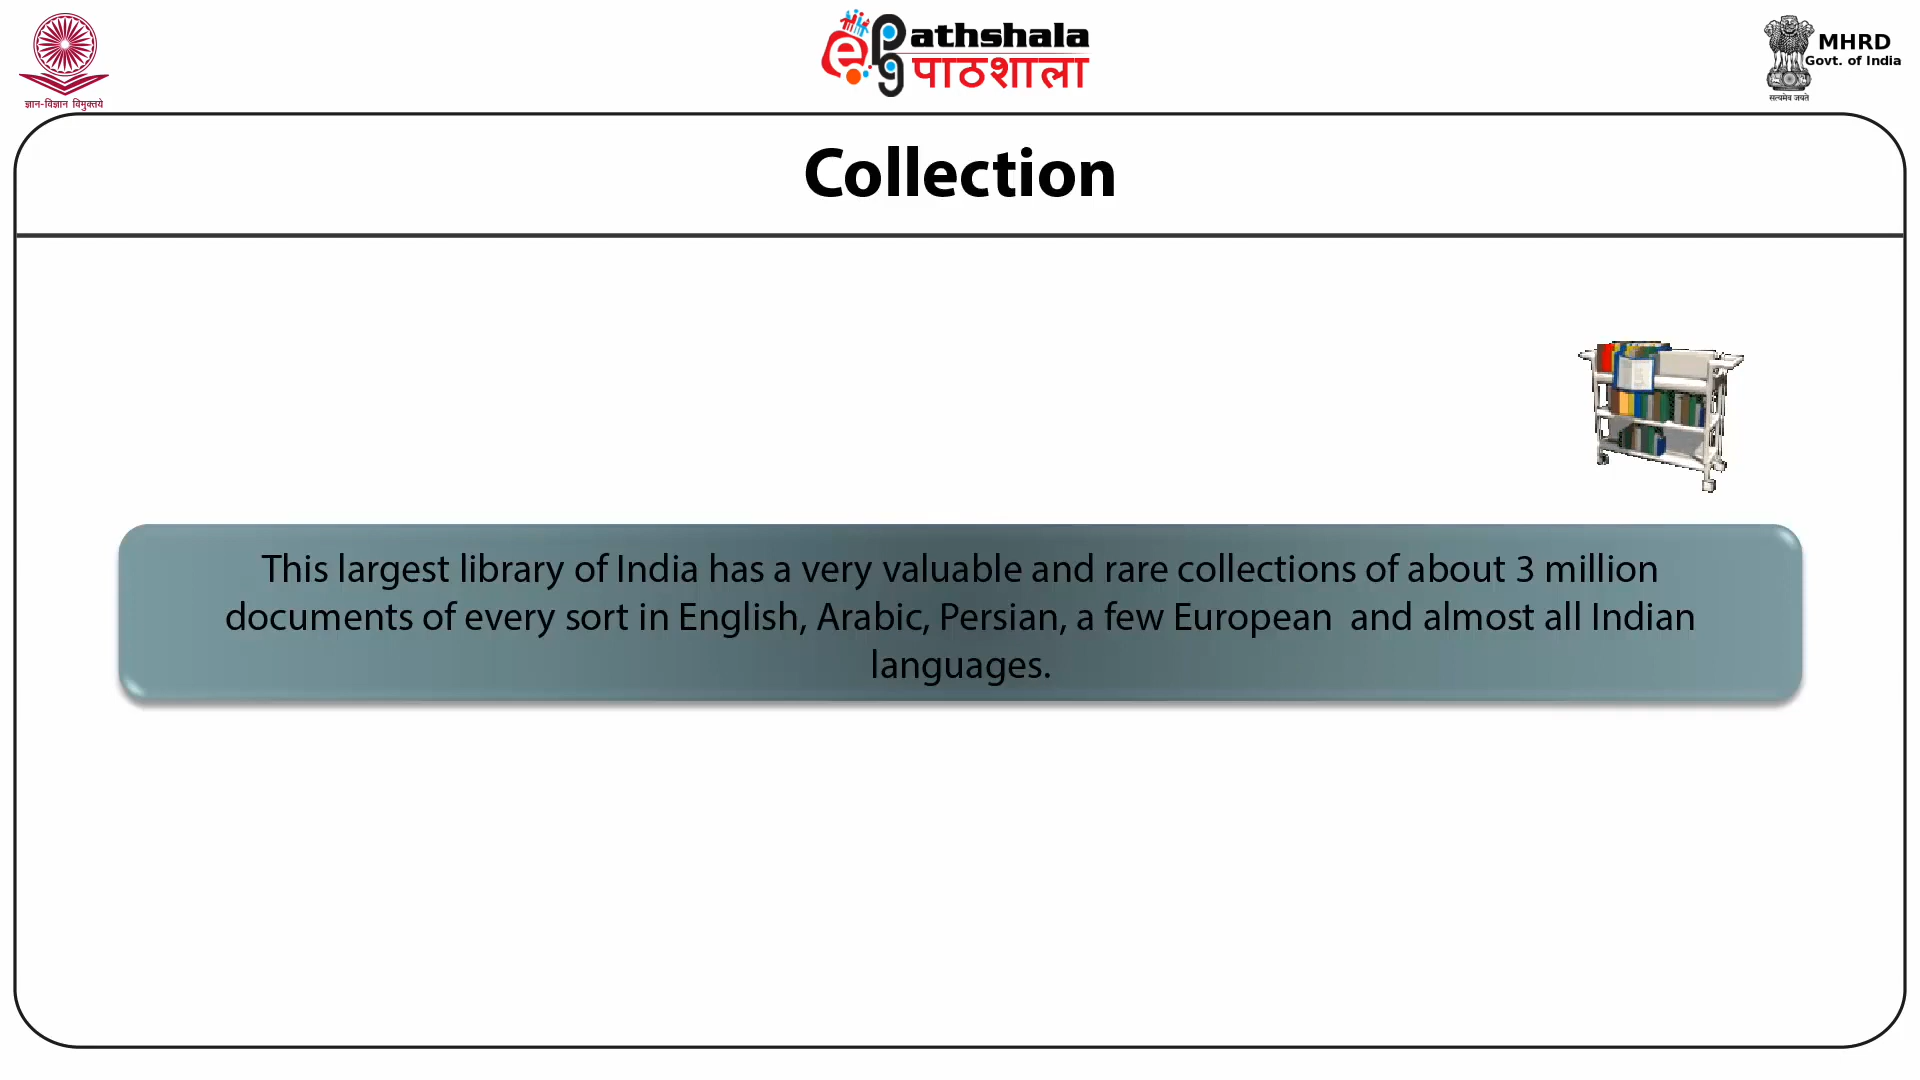 ज्ञान-विज्ञान विमुक्तये
e pg
athshala
पाठशाला
MHRD
Govt. of India
सत्यमेव जयते
Collection
This largest library of India has a very valuable and rare collections of about 3 million
documents of every sort in English, Arabic, Persian, a few European and almost all Indian
languages.